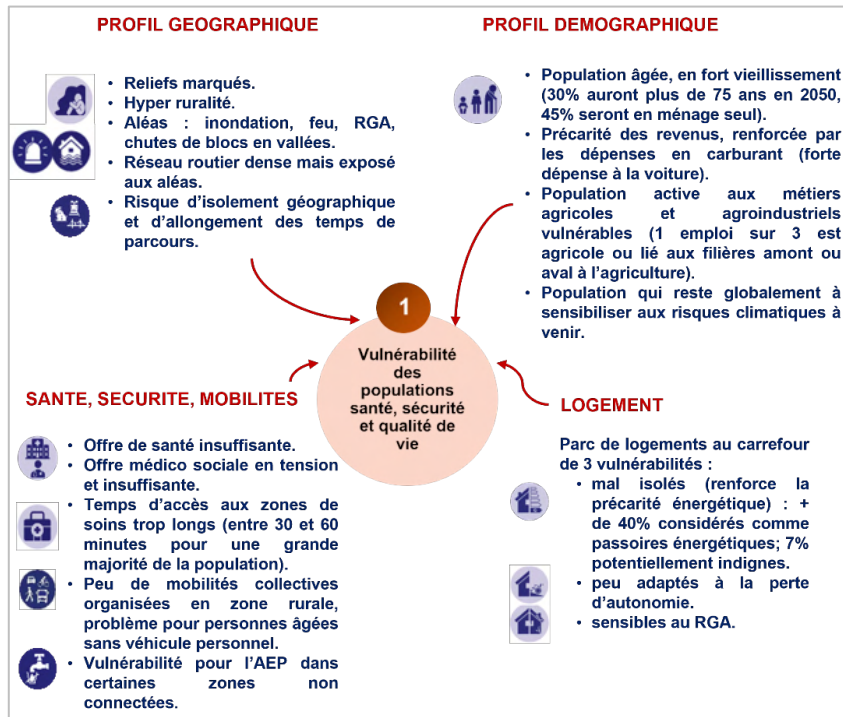 PROFIL GEOGRAPHIQUE
• Reliefs marqués.
• Hyper ruralité.
• Aléas : inondation, feu, RGA,
chutes de blocs en vallées.
• Réseau routier dense mais exposé
aux aléas.
• Risque d'isolement géographique
et d'allongement des temps de
parcours.
PROFIL DEMOGRAPHIQUE
• Population âgée, en fort vieillissement
(30% auront plus de 75 ans en 2050,
45% seront en ménage seul).
• Précarité des revenus, renforcée par
les dépenses en carburant (forte
dépense à la voiture).
• Population active aux métiers
agricoles et agroindustriels
vulnérables (1 emploi sur 3 est
agricole ou lié aux filières amont ou
aval à l'agriculture).
• Population qui reste globalement à
sensibiliser aux risques climatiques à
venir.
1
Vulnérabilité
des
populations
santé, sécurité
et qualité de
vie
SANTE, SECURITE, MOBILITES
• Offre de santé insuffisante.
• Offre médico sociale en tension
et insuffisante.
• Temps d'accès aux zones de
soins trop longs (entre 30 et 60
minutes pour une grande
majorité de la population).
• Peu de mobilités collectives
organisées en zone rurale,
problème pour personnes âgées
sans véhicule personnel.
• Vulnérabilité pour l'AEP dans
certaines zones non
connectées.
LOGEMENT
Parc de logements au carrefour
de 3 vulnérabilités :
• mal isolés (renforce la
précarité énergétique) : +
de 40% considérés comme
passoires énergétiques; 7%
potentiellement indignes.
• peu adaptés à la perte
d'autonomie.
• sensibles au RGA.